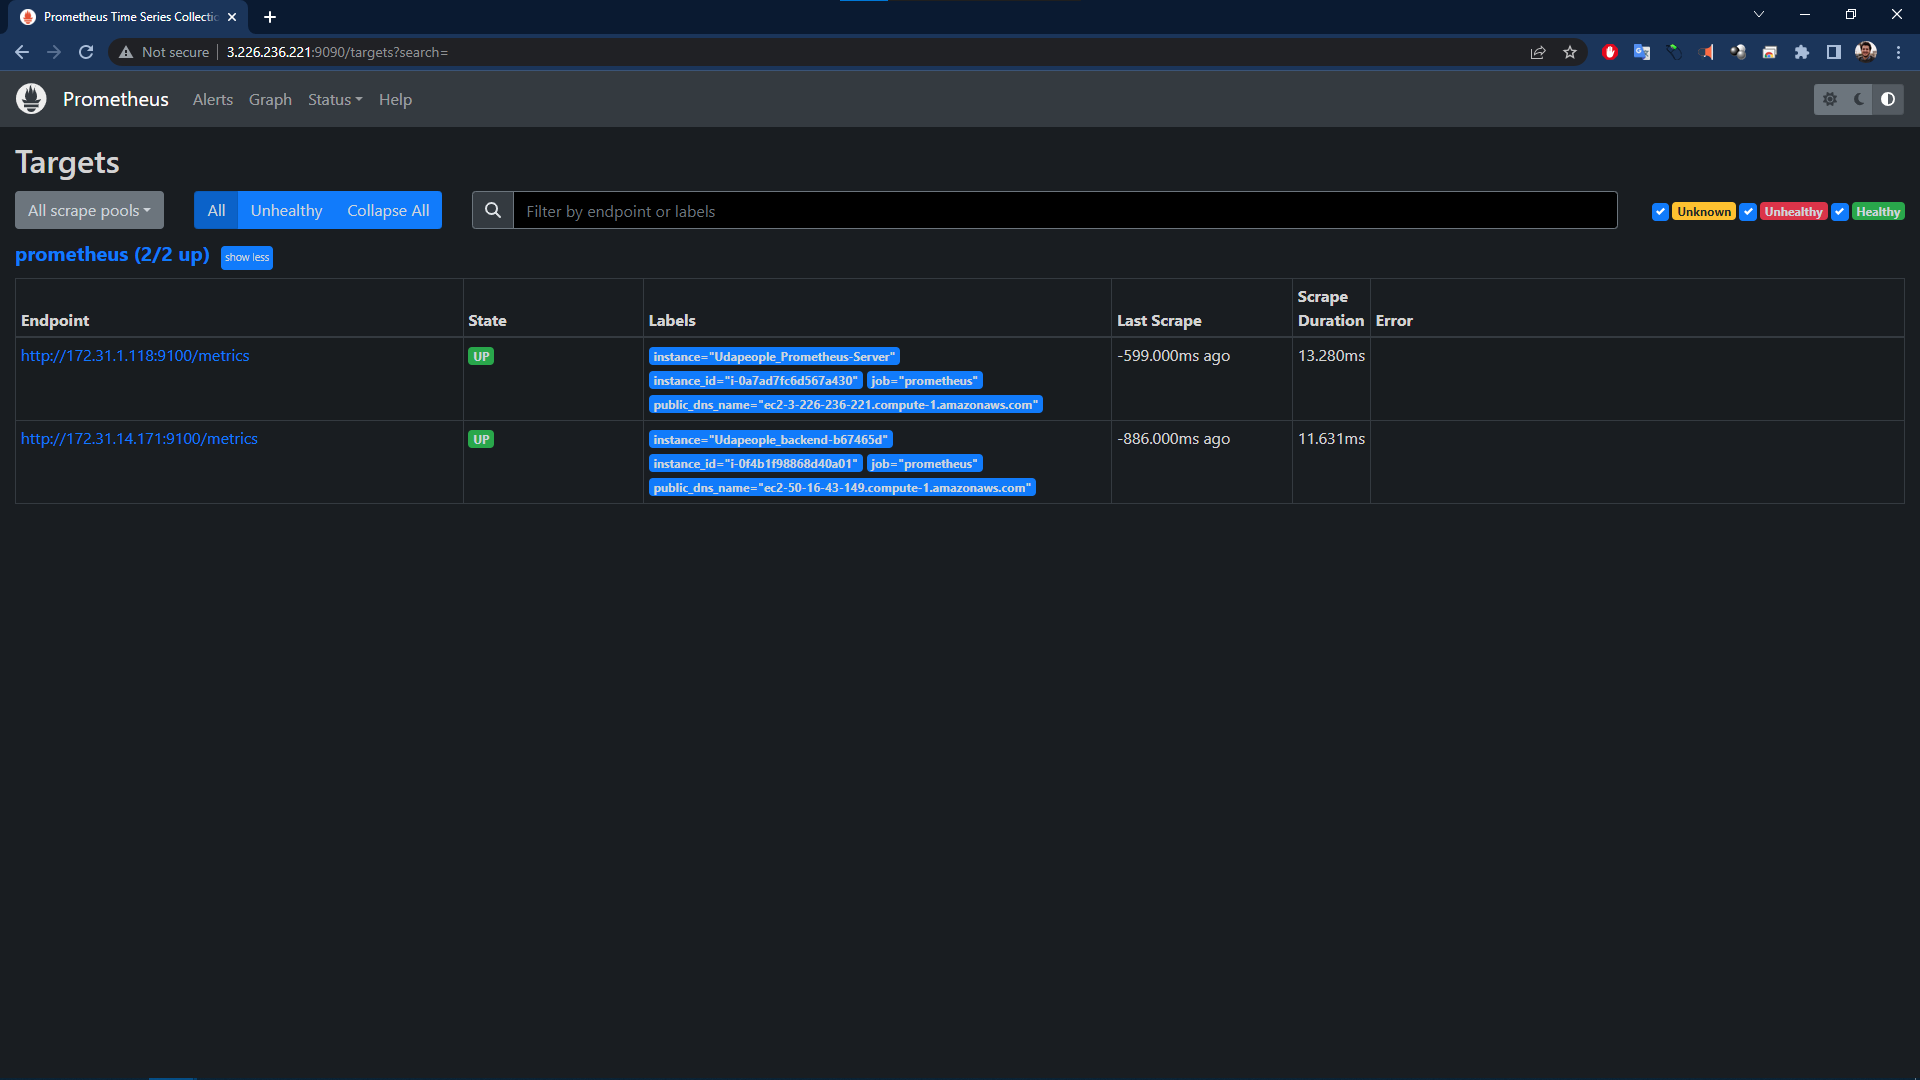 Prometheus Time Series Collectio
Not secure 3.226.236.221:9090/targets?search=
Prometheus Alerts Graph Status Help
Targets
All scrape pools All Unhealthy Collapse All Filter by endpoint or labels Unknown Unhealthy Healthy
prometheus (2/2 up) show less
Endpoint State Labels Last Scrape Scrape Duration Error
http://172.31.1.118:9100/metrics UP instance="Udapeople_Prometheus-Server" -599.000ms ago 13.280ms
instance_id="i-0a7ad7fc6d567a430" job="prometheus"
public_dns_name="ec2-3-226-236-221.compute-1.amazonaws.com"
http://172.31.14.171:9100/metrics UP instance="Udapeople_backend-b67465d" -886.000ms ago 11.631ms
instance_id="i-0f4b1f98868d40a01" job="prometheus"
public_dns_name="ec2-50-16-43-149.compute-1.amazonaws.com"